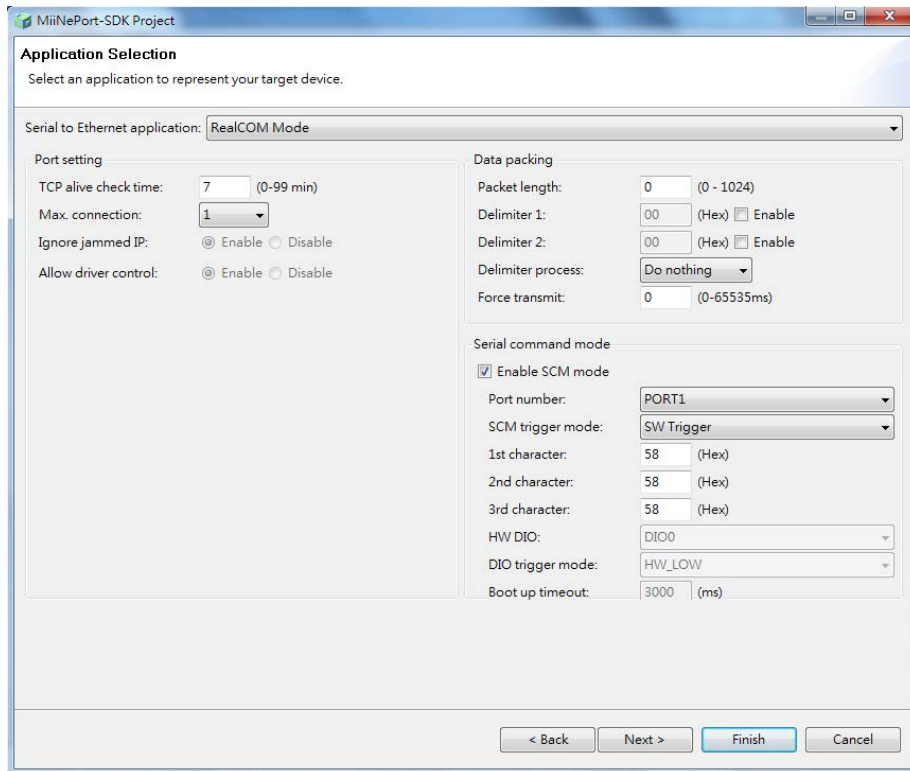 MiiNePort-SDK Project
Application Selection
Select an application to represent your target device.
Serial to Ethernet application: RealCOM Mode
Port setting
TCP alive check time: 7 (0-99 min)
Max. connection: 1
Ignore jammed IP: Enable Disable
Allow driver control: Enable Disable
Data packing
Packet length: 0 (0 - 1024)
Delimiter 1: 00 (Hex) Enable
Delimiter 2: 00 (Hex) Enable
Delimiter process: Do nothing
Force transmit: 0 (0-65535ms)
Serial command mode
Enable SCM mode
Port number: PORT1
SCM trigger mode: SW Trigger
1st character: 58 (Hex)
2nd character: 58 (Hex)
3rd character: 58 (Hex)
HW DIO: DIO0
DIO trigger mode: HW_LOW
Boot up timeout: 3000 (ms)
< Back Next > Finish Cancel